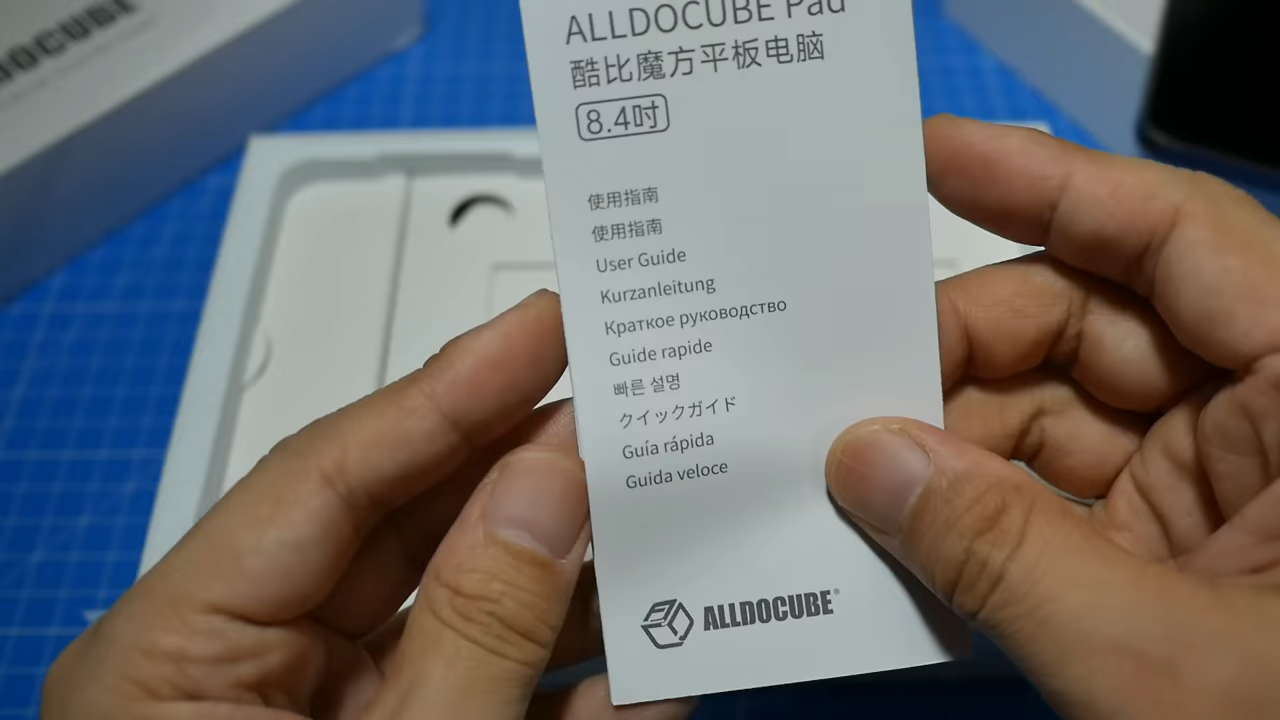 DOCUBE
ALLDOCUBE Pad
酷比魔方平板电脑
8.4吋
使用指南
使用指南
User Guide
Kurzanleitung
Краткое руководство
Guide rapide
빠른 설명
クイックガイド
Guía rápida
Guida veloce
ALLDOCUBE®